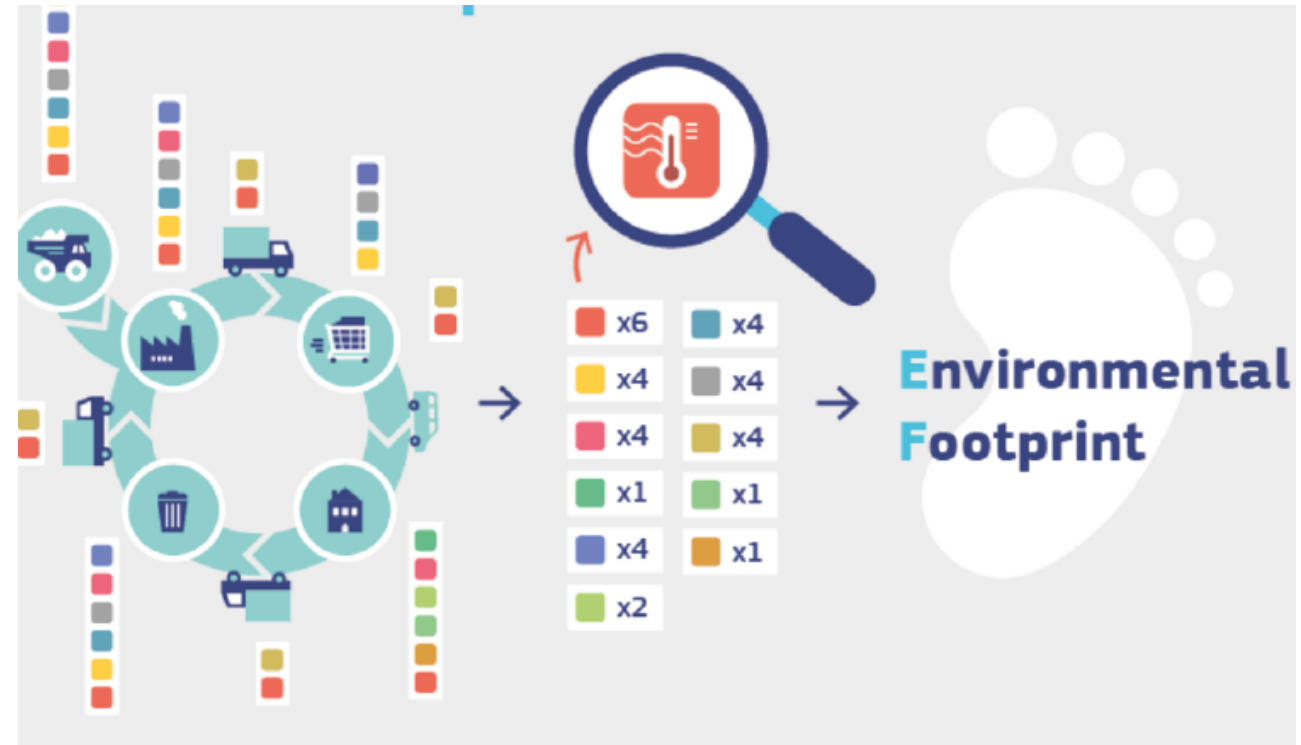 x6 x4
x4 x4
x4 x4
x1 x1
x4 x1
x2
Environmental
Footprint